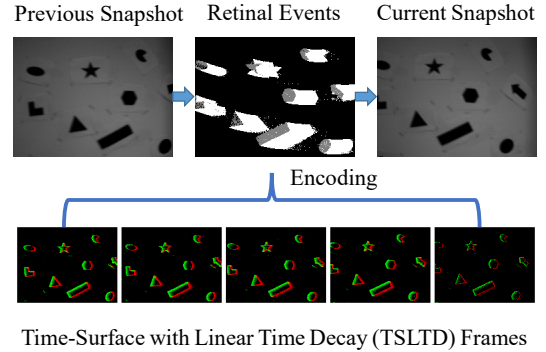 Previous Snapshot
Retinal Events
Current Snapshot
Encoding
Time-Surface with Linear Time Decay (TSLTD) Frames